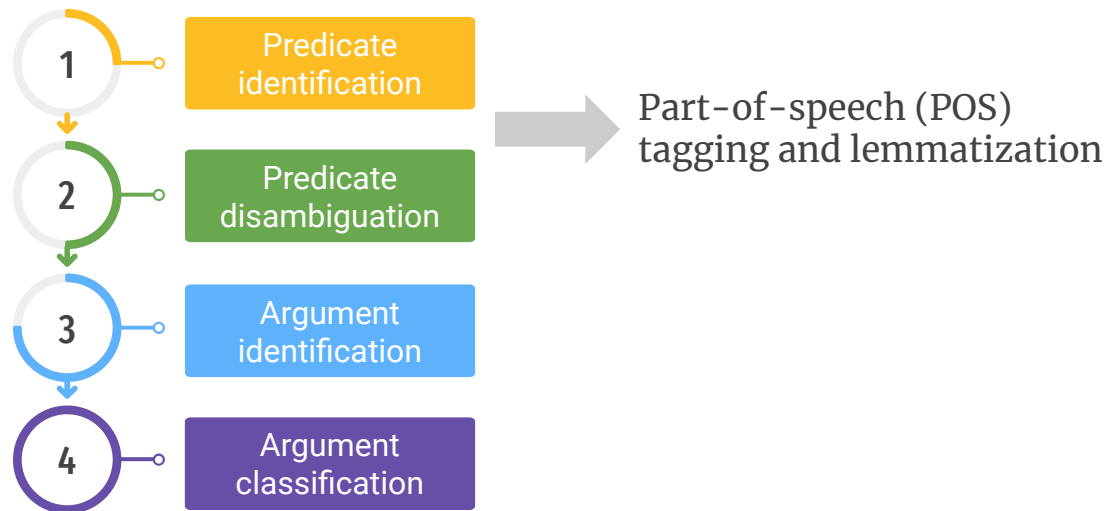 1
Predicate
identification
2
Predicate
disambiguation
3
Argument
identification
4
Argument
classification
Part-of-speech (POS)
tagging and lemmatization